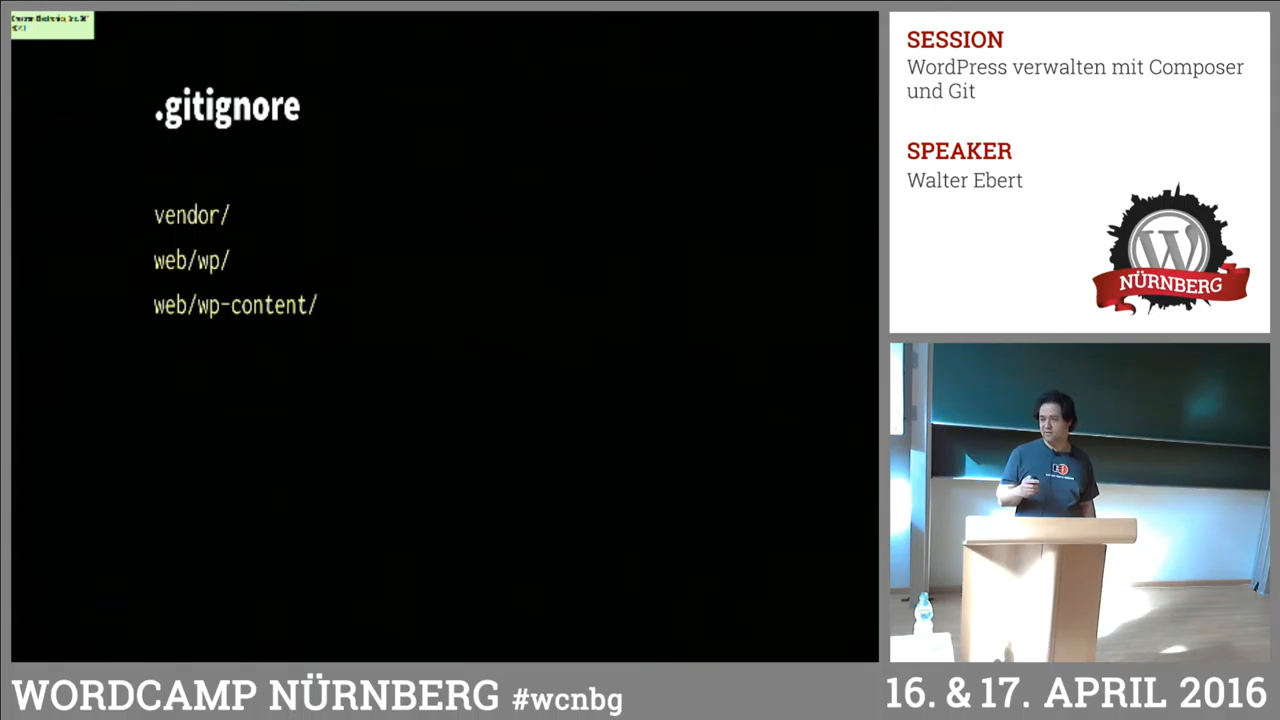 .gitignore
vendor/
web/wp/
web/wp-content/
SESSION
WordPress verwalten mit Composer
und Git
SPEAKER
Walter Ebert
NÜRNBERG
WORDCAMP NÜRNBERG #wcnbg
16. & 17. APRIL 2016